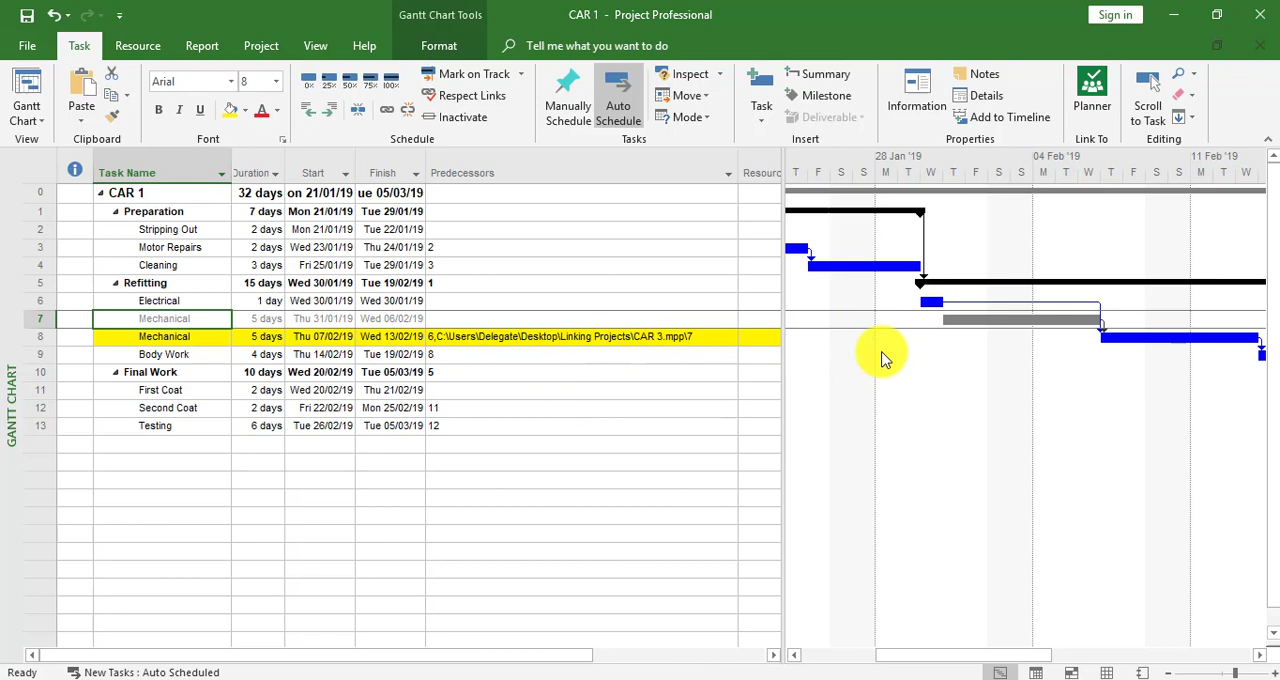 Gantt Chart Tools
CAR 1 - Project Professional
Sign in
File Task Resource Report Project View Help Format Tell me what you want to do
Gantt Chart
View
Paste
Clipboard
Arial 8
B I U A
Font
0% 25% 50% 75% 100%
Mark on Track
Respect Links
Inactivate
Schedule
Manually Schedule
Auto Schedule
Inspect
Move
Mode
Tasks
Task
Summary
Milestone
Deliverable
Insert
Information
Notes
Details
Add to Timeline
Properties
Planner
Link To
Scroll to Task
Editing
Task Name Duration Start Finish Predecessors Resourc
28 Jan '19 04 Feb '19 11 Feb '19
T F S S M T W T F S S M T W T F S S M T W
0 CAR 1 32 days on 21/01/19 ue 05/03/19
1 Preparation 7 days Mon 21/01/19 Tue 29/01/19
2 Stripping Out 2 days Mon 21/01/19 Tue 22/01/19
3 Motor Repairs 2 days Wed 23/01/19 Thu 24/01/19 2
4 Cleaning 3 days Fri 25/01/19 Tue 29/01/19 3
5 Refitting 15 days Wed 30/01/19 Tue 19/02/19 1
6 Electrical 1 day Wed 30/01/19 Wed 30/01/19
7 Mechanical 5 days Thu 31/01/19 Wed 06/02/19
8 Mechanical 5 days Thu 07/02/19 Wed 13/02/19 6,C:\Users\Delegate\Desktop\Linking Projects\CAR 3.mpp\7
9 Body Work 4 days Thu 14/02/19 Tue 19/02/19 8
10 Final Work 10 days Wed 20/02/19 Tue 05/03/19 5
11 First Coat 2 days Wed 20/02/19 Thu 21/02/19
12 Second Coat 2 days Fri 22/02/19 Mon 25/02/19 11
13 Testing 6 days Tue 26/02/19 Tue 05/03/19 12
GANTT CHART
Ready New Tasks : Auto Scheduled